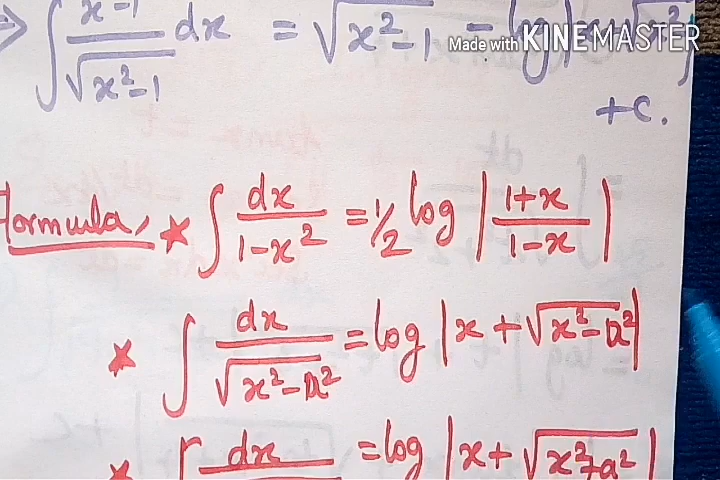 ⇒ ∫ x-1/√x²-1 dx = √x²-1 - log|x+√x²
Made with KINEMASTER
+c.
Formula, ★ ∫ dx/1-x² = 1/2 log |1+x/1-x|
★ ∫ dx/√x²-a² = log |x + √x²-a²|
★ ∫ dx = log |x+ √x²+a²|